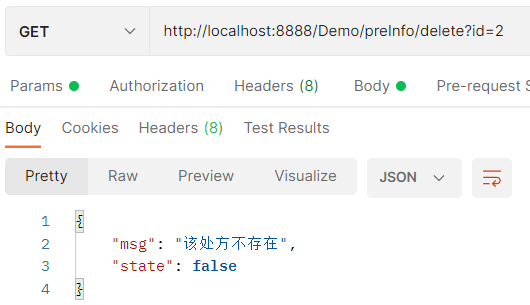 GET http://localhost:8888/Demo/preInfo/delete?id=2
Params Authorization Headers (8) Body Pre-request S
Body Cookies Headers (8) Test Results
Pretty Raw Preview Visualize JSON
1 {
2 "msg": "该处方不存在",
3 "state": false
4 }